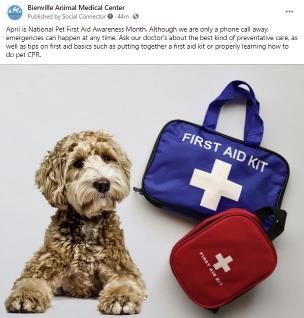 Bienville Animal Medical Center
Published by Social Connector · 44m ·
April is National Pet First Aid Awareness Month. Although we are only a phone call away,
emergencies can happen at any time. Ask our doctor's about the best kind of preventative care, as
well as tips on first aid basics such as putting together a first aid kit or properly learning how to
do pet CPR.
FIRST AID KIT
FIRST AID KIT